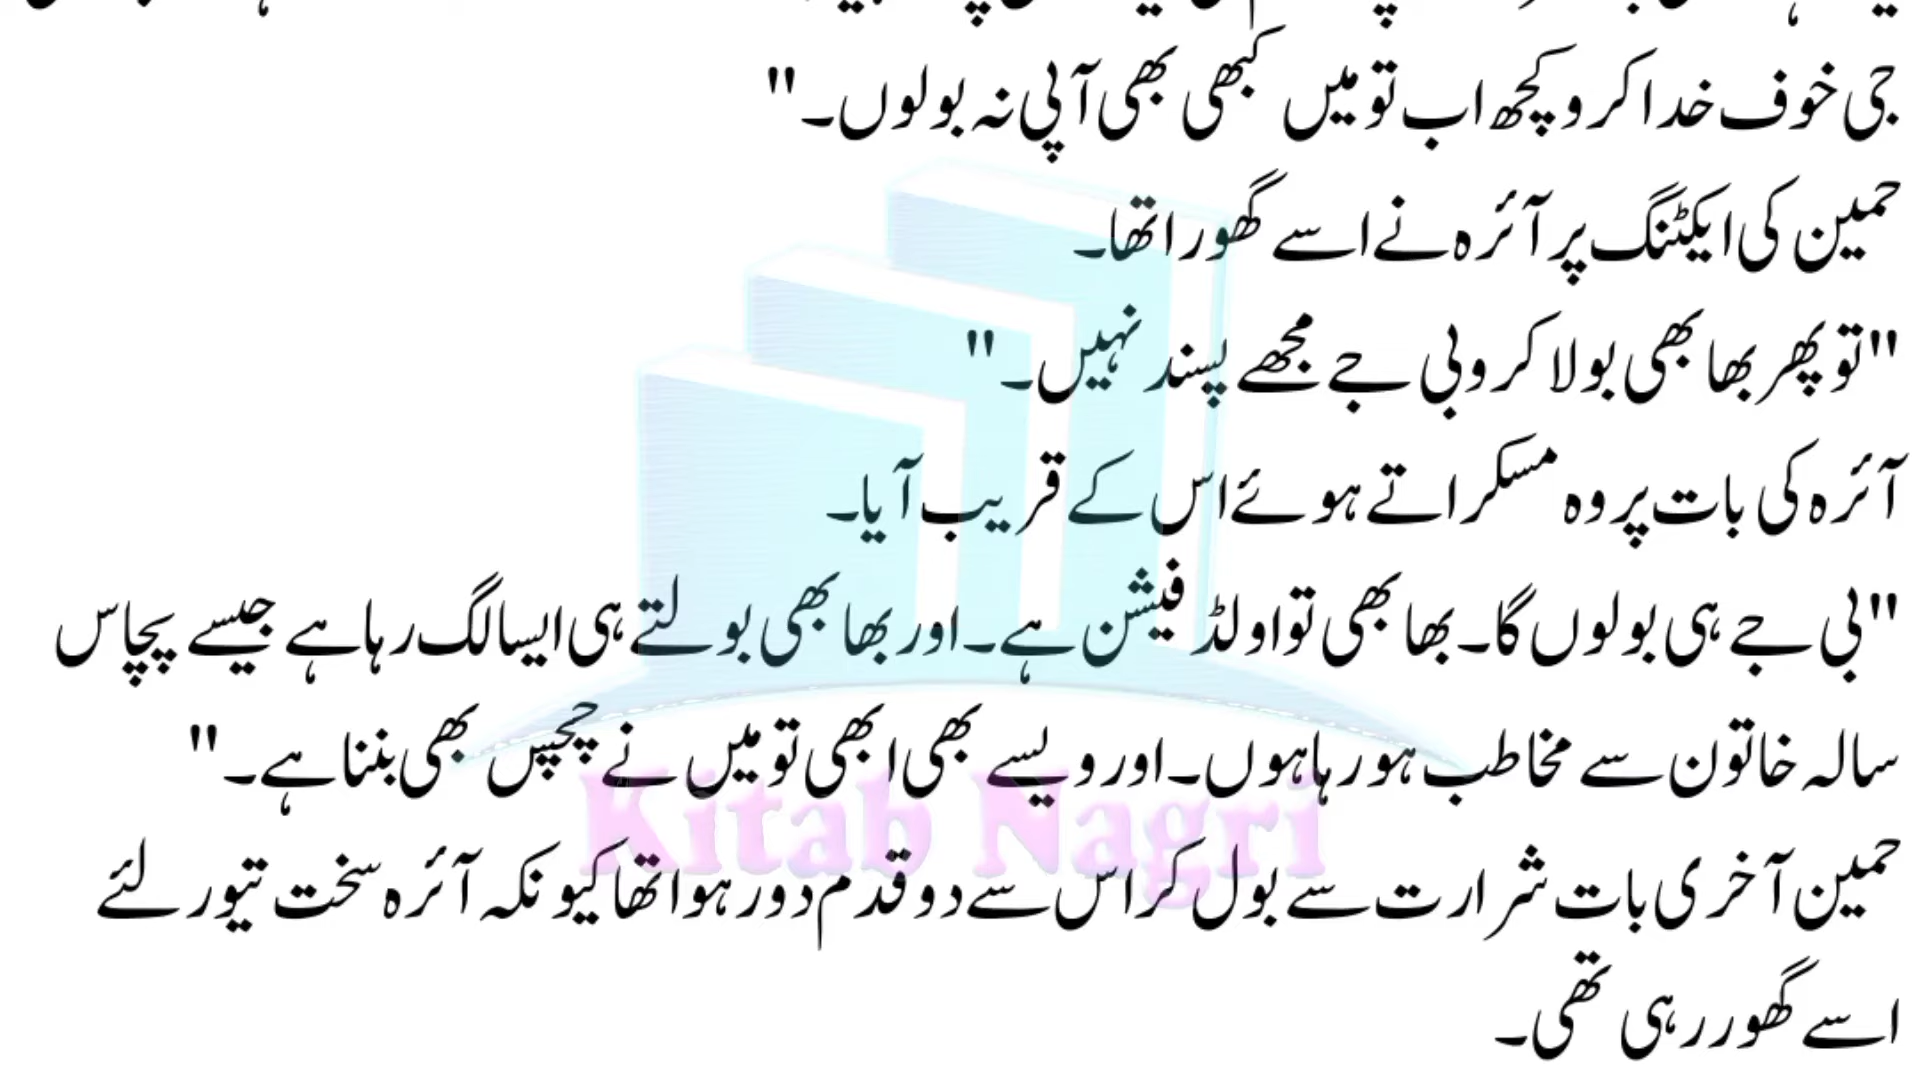 جی خوف خدا کرو کچھ اب تو میں کبھی بھی آپی نہ بولوں۔"
حمین کی ایکٹنگ پر آئرہ نے اسے گھورا تھا۔
"تو پھر بھابھی بولا کرو بی جے مجھے پسند نہیں۔"
آئرہ کی بات پر وہ مسکراتے ہوئے اس کے قریب آیا۔
"بی جے ہی بولوں گا۔ بھابھی تو اولڈ فیشن ہے۔ اور بھابھی بولتے ہی ایسا لگ رہا ہے جیسے پچاس
سالہ خاتون سے مخاطب ہو رہا ہوں۔ اور ویسے بھی ابھی تو میں نے چچپس بھی بننا ہے۔"
Kitab Nagri
حمین آخری بات شرارت سے بول کر اس سے دو قدم دور ہوا تھا کیونکہ آئرہ سخت تیور لئے
اسے گھور رہی تھی۔